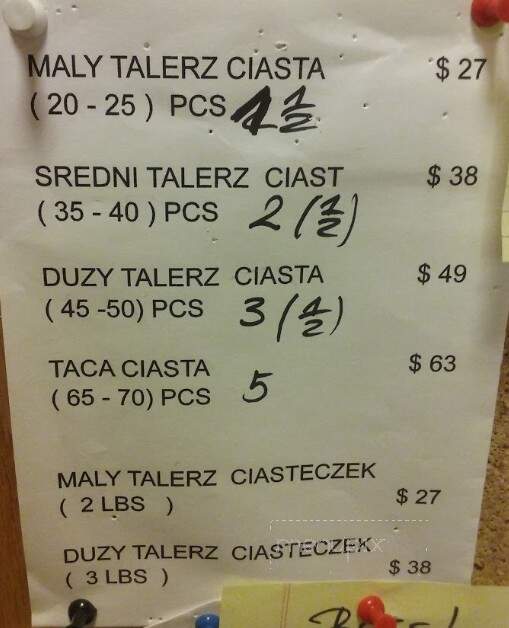 MALY TALERZ CIASTA $ 27
( 20 - 25 ) PCS 1 1/2
SREDNI TALERZ CIAST $ 38
( 35 - 40 ) PCS 2 (1/2)
DUZY TALERZ CIASTA $ 49
( 45 -50) PCS 3 (1/2)
TACA CIASTA $ 63
( 65 - 70) PCS 5
MALY TALERZ CIASTECZEK
( 2 LBS ) $ 27
DUZY TALERZ CIASTECZEK
( 3 LBS ) $ 38